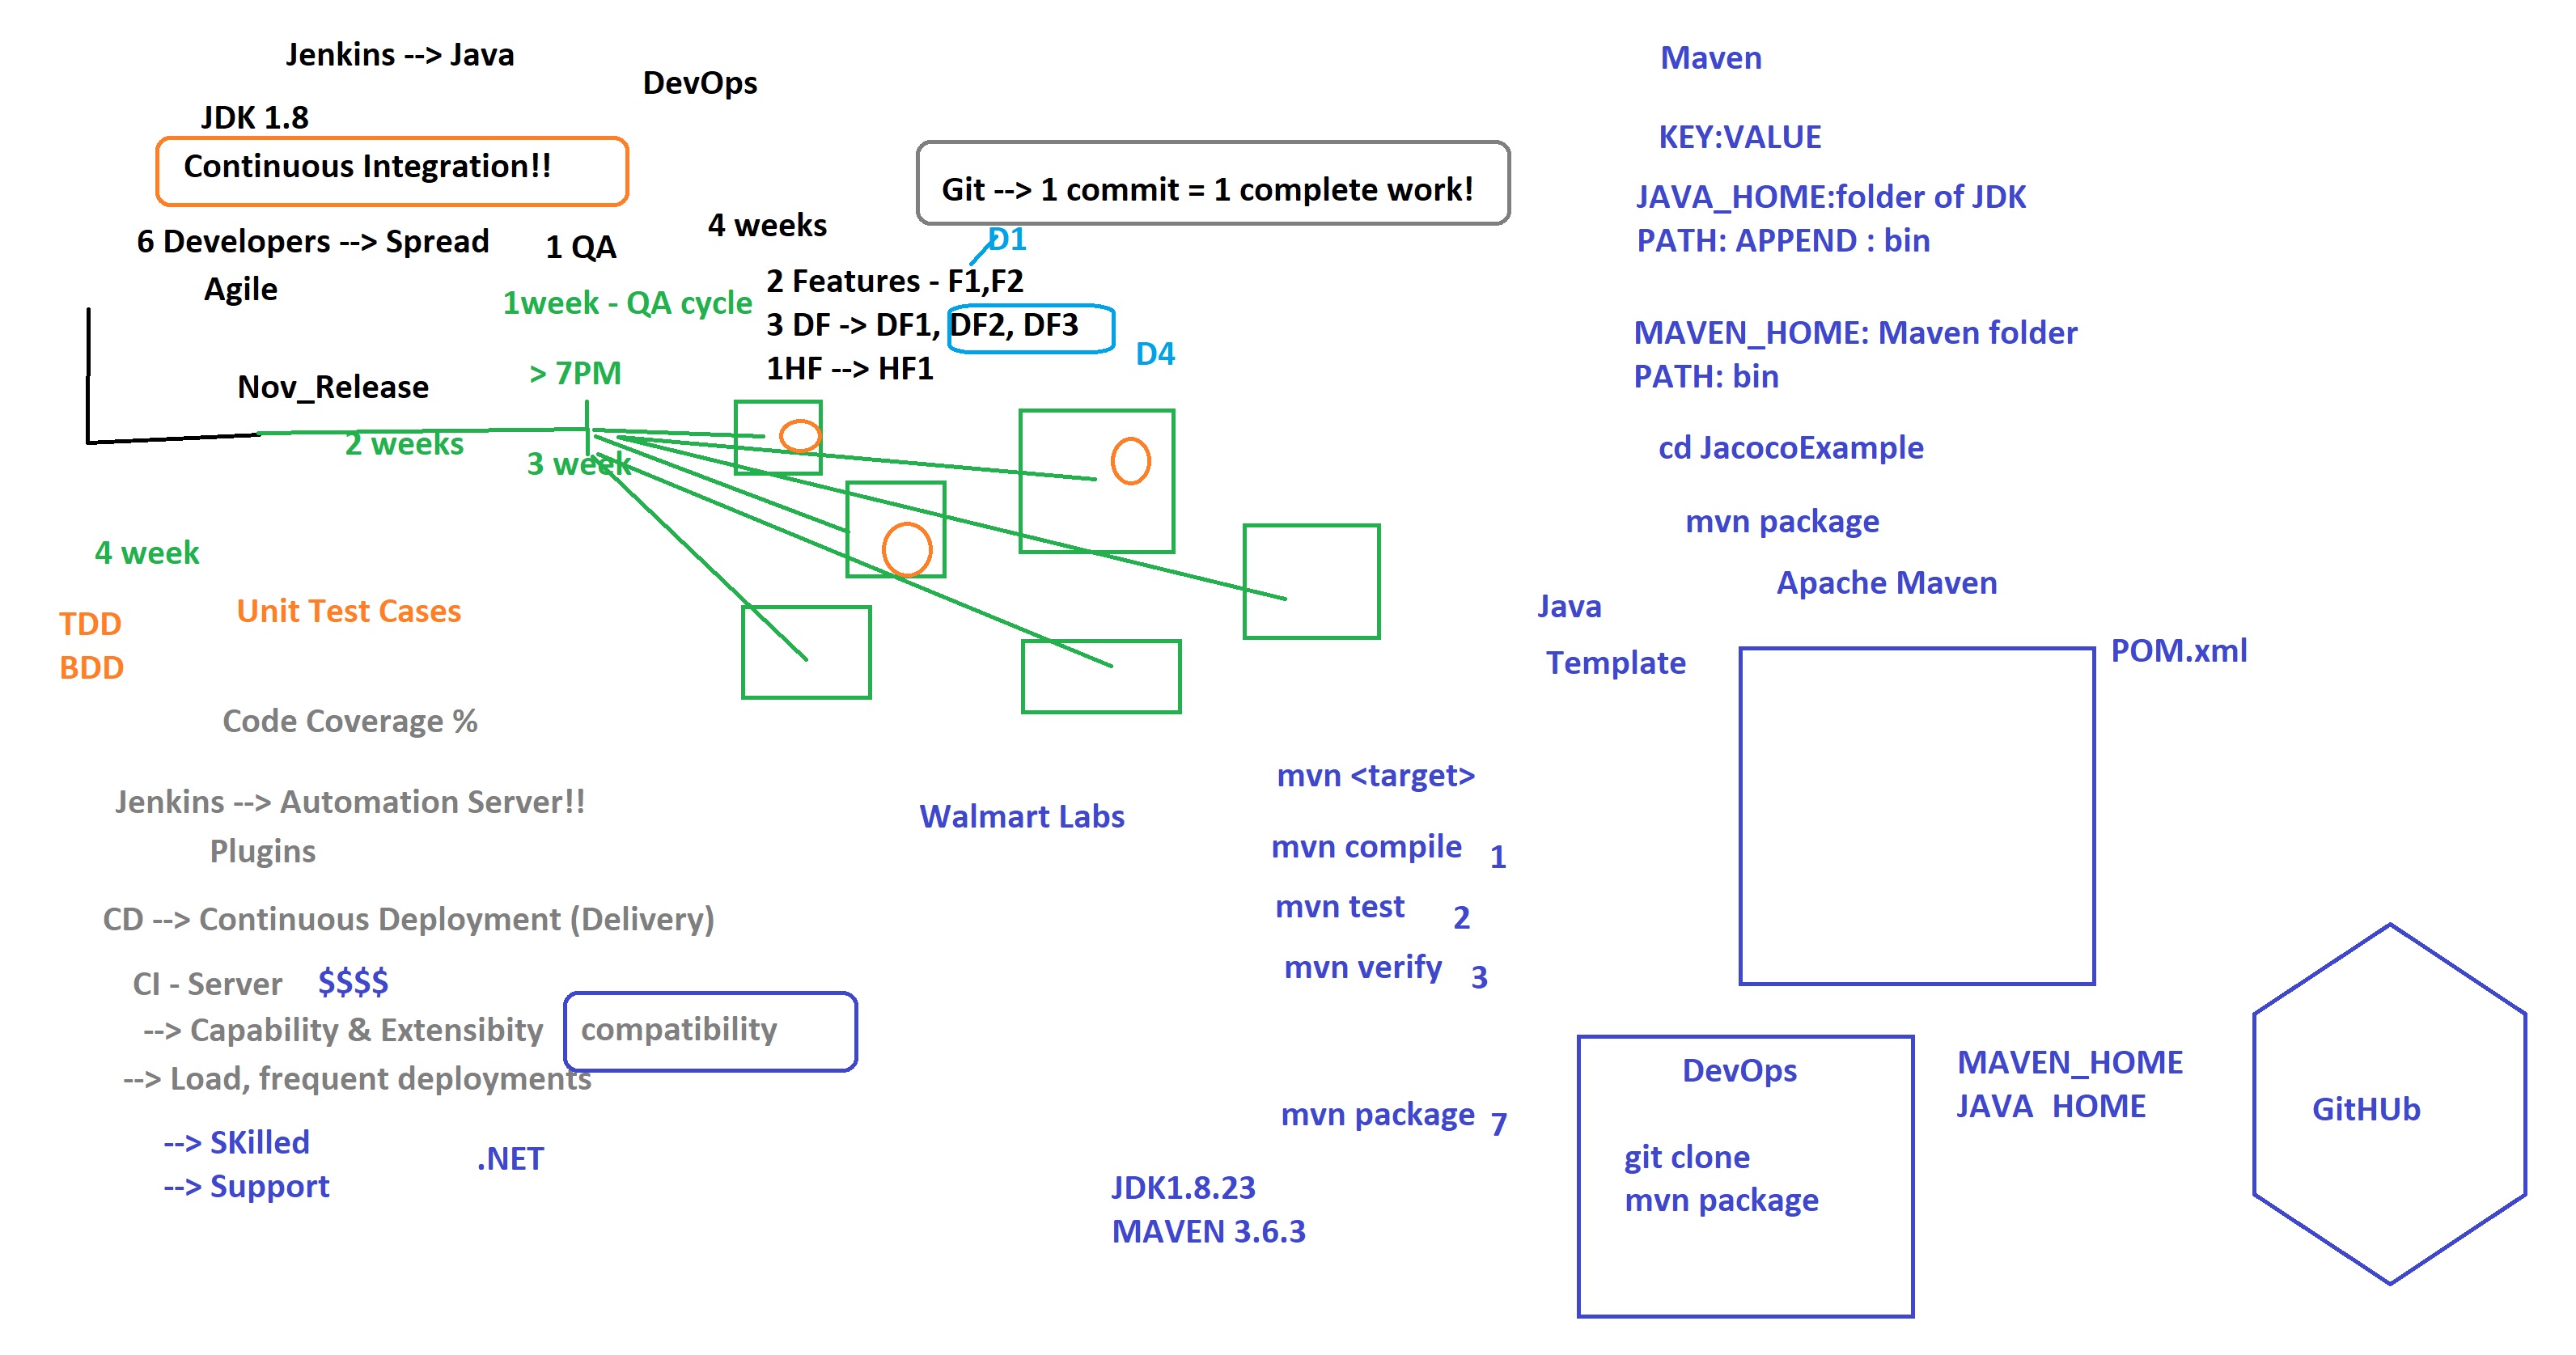 Jenkins --> Java
DevOps
JDK 1.8
Continuous Integration!!
Git --> 1 commit = 1 complete work!
6 Developers --> Spread
1 QA
4 weeks
D1
Agile
1week - QA cycle
2 Features - F1,F2
3 DF -> DF1, DF2, DF3
D4
1HF --> HF1
> 7PM
Nov_Release
2 weeks
3 week
4 week
TDD
BDD
Unit Test Cases
Code Coverage %
Jenkins --> Automation Server!!
Plugins
CD --> Continuous Deployment (Delivery)
CI - Server $$$$
--> Capability & Extensibity compatibility
--> Load, frequent deployments
--> SKilled
--> Support
.NET
Walmart Labs
Maven
KEY:VALUE
JAVA_HOME:folder of JDK
PATH: APPEND : bin
MAVEN_HOME: Maven folder
PATH: bin
cd JacocoExample
mvn package
Apache Maven
Java
Template
POM.xml
mvn <target>
mvn compile 1
mvn test 2
mvn verify 3
mvn package 7
JDK1.8.23
MAVEN 3.6.3
DevOps
git clone
mvn package
MAVEN_HOME
JAVA HOME
GitHUb